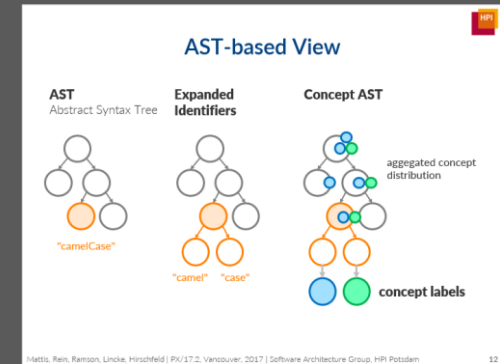 HPI
AST-based View
AST
Abstract Syntax Tree
Expanded
Identifiers
Concept AST
aggegated concept
distribution
"camelCase"
"camel" "case"
concept labels
Mattis, Rein, Ramson, Lincke, Hirschfeld | PX/17.2, Vancouver, 2017 | Software Architecture Group, HPI Potsdam
12